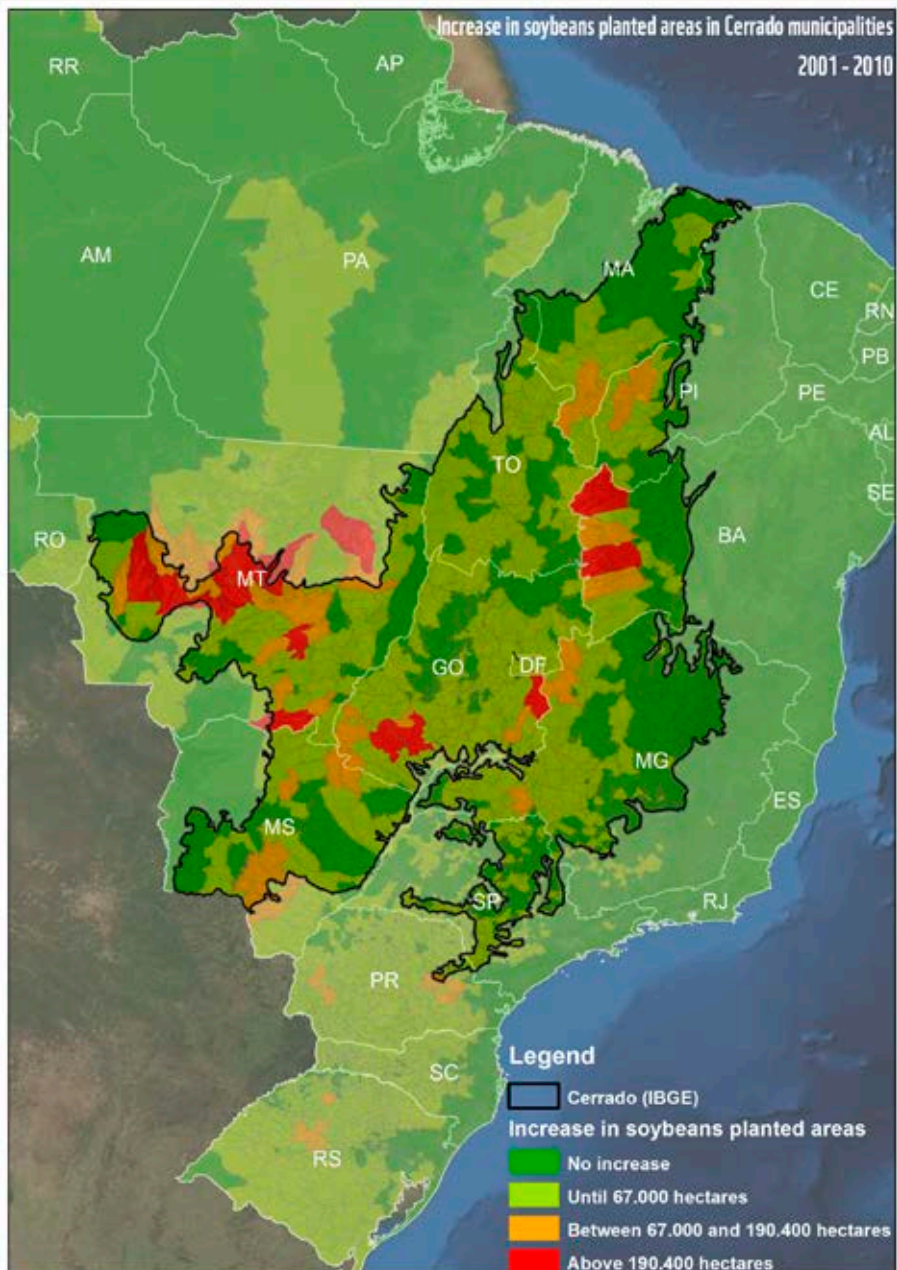 Increase in soybeans planted areas in Cerrado municipalities
2001 - 2010
RR
AP
AM
PA
MA
CE
RN
PB
PI
PE
AL
TO
SE
RO
BA
MT
GO
DF
MG
ES
MS
SP
RJ
PR
SC
RS
Legend
Cerrado (IBGE)
Increase in soybeans planted areas
No increase
Until 67.000 hectares
Between 67.000 and 190.400 hectares
Above 190.400 hectares